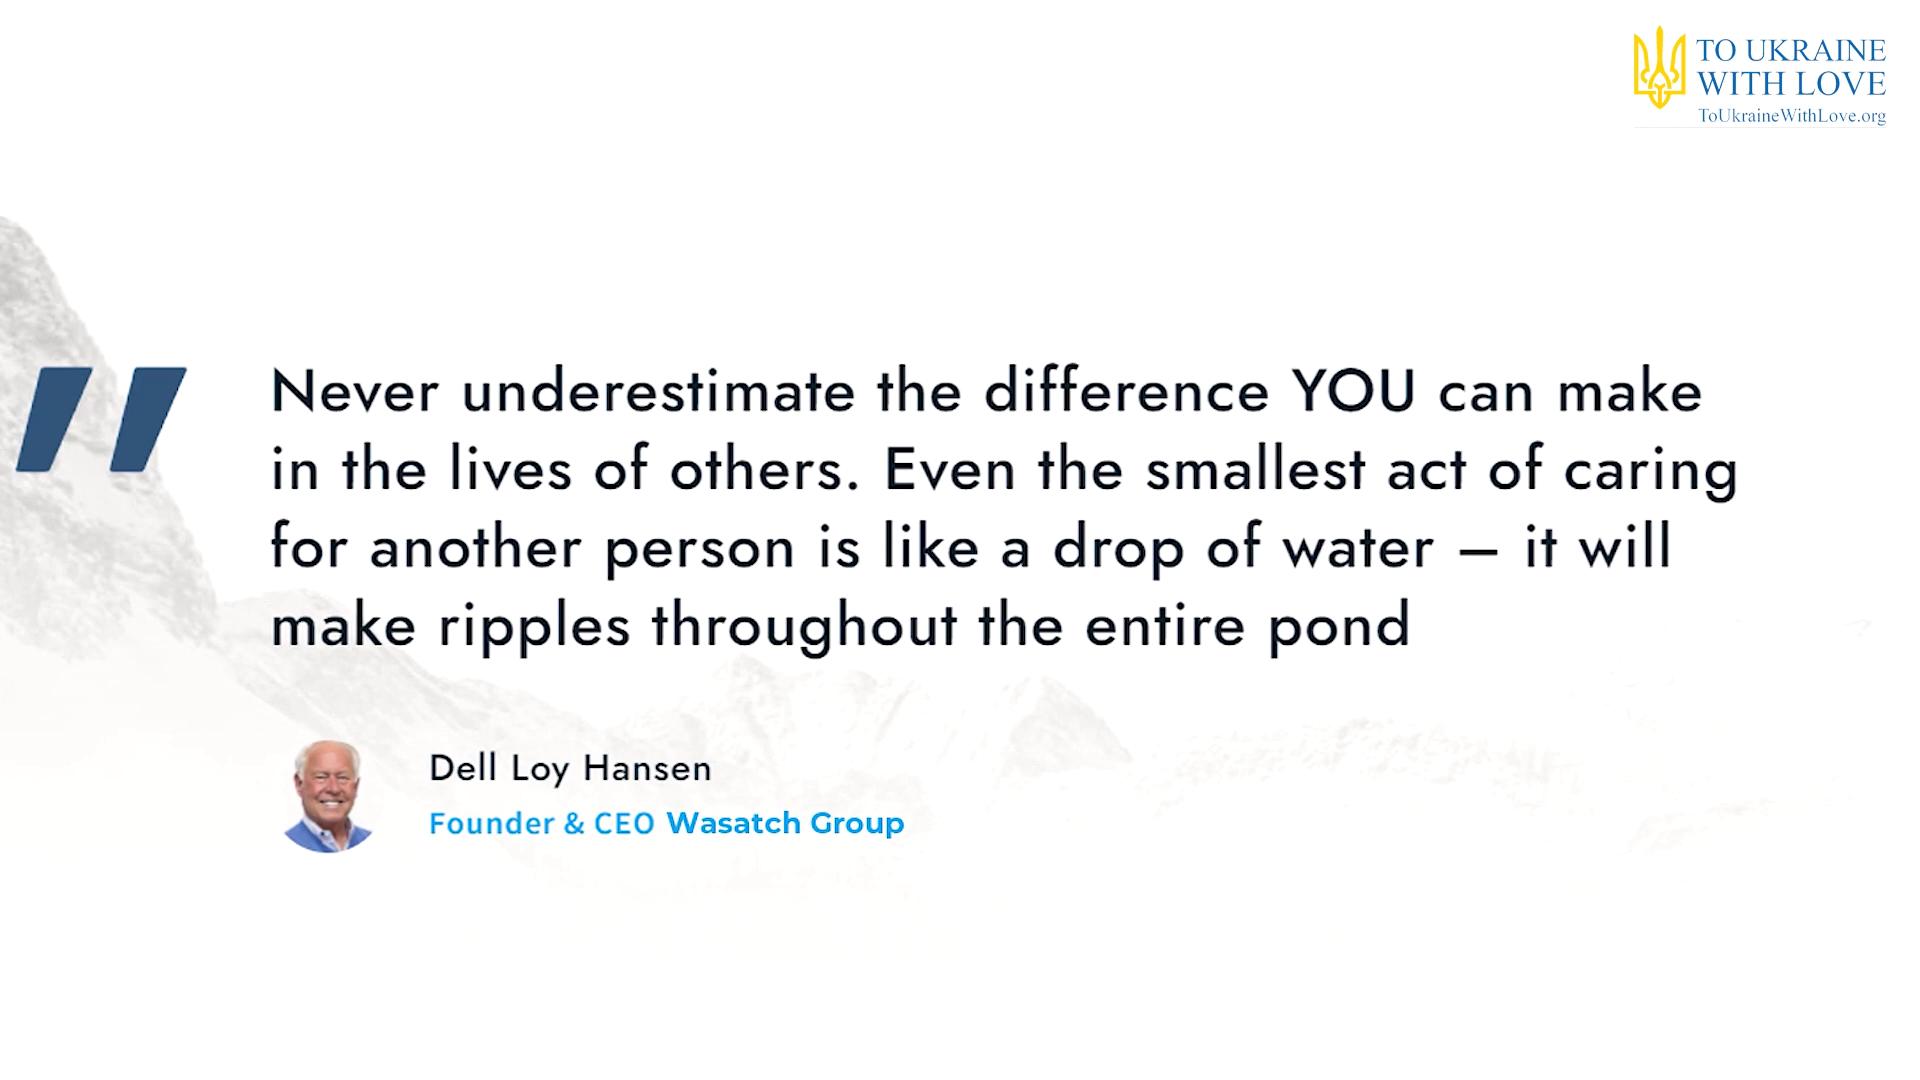 TO UKRAINE
WITH LOVE
ToUkraineWithLove.org
"
Never underestimate the difference YOU can make
in the lives of others. Even the smallest act of caring
for another person is like a drop of water – it will
make ripples throughout the entire pond
Dell Loy Hansen
Founder & CEO Wasatch Group